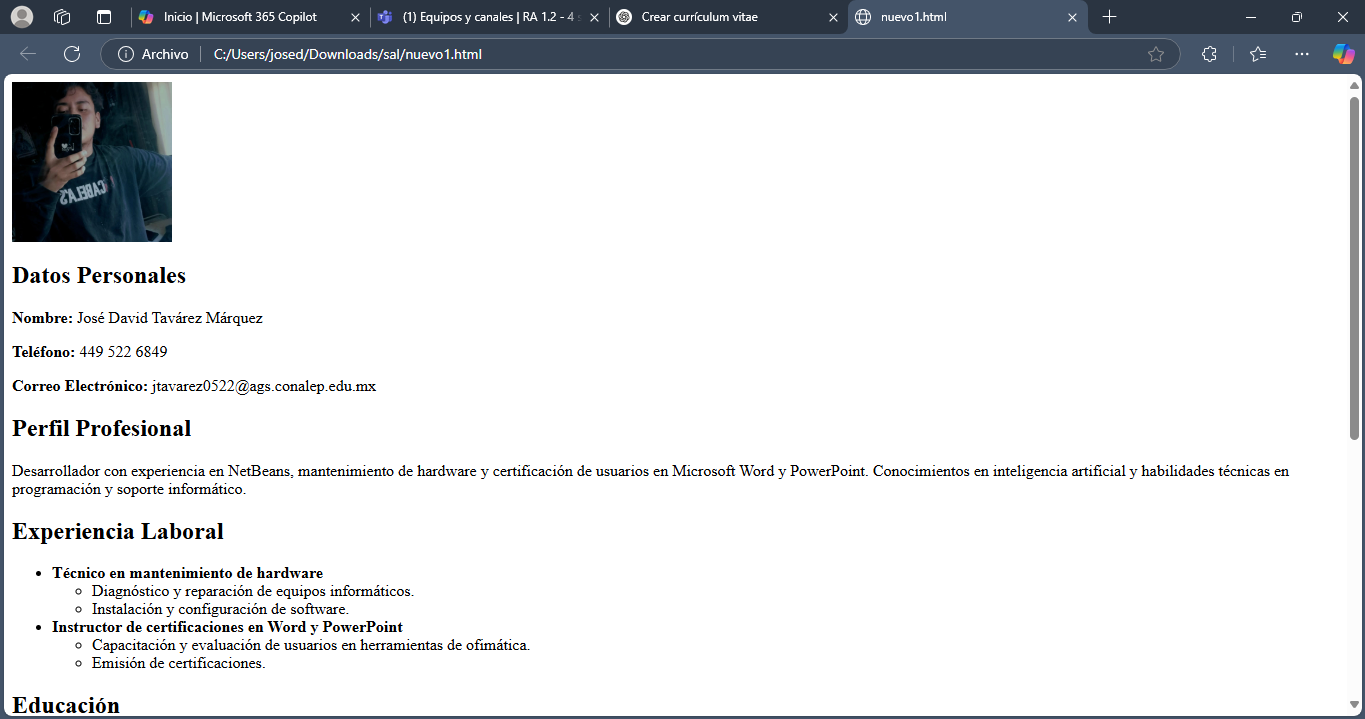 Inicio | Microsoft 365 Copilot
(1) Equipos y canales | RA 1.2 - 4 s
Crear currículum vitae
nuevo1.html
Archivo
C:/Users/josed/Downloads/sal/nuevo1.html
CABELA'S
Datos Personales
Nombre: José David Tavárez Márquez
Teléfono: 449 522 6849
Correo Electrónico: jtavarez0522@ags.conalep.edu.mx
Perfil Profesional
Desarrollador con experiencia en NetBeans, mantenimiento de hardware y certificación de usuarios en Microsoft Word y PowerPoint. Conocimientos en inteligencia artificial y habilidades técnicas en
programación y soporte informático.
Experiencia Laboral
Técnico en mantenimiento de hardware
Diagnóstico y reparación de equipos informáticos.
Instalación y configuración de software.
Instructor de certificaciones en Word y PowerPoint
Capacitación y evaluación de usuarios en herramientas de ofimática.
Emisión de certificaciones.
Educación